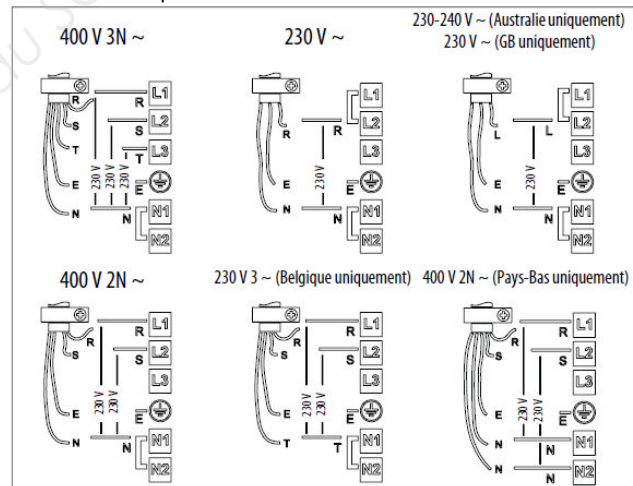 400 V 3N ~
230 V ~
230-240 V ~ (Australie uniquement)
230 V ~ (GB uniquement)
R
S
T
E
N
R
S
T
E
N
230 V
230 V
230 V
L1
L2
L3
N1
N2
R
E
N
R
E
N
230 V
L1
L2
L3
N1
N2
L
E
N
L
E
N
230 V
L1
L2
L3
N1
N2
400 V 2N ~
230 V 3 ~ (Belgique uniquement)
400 V 2N ~ (Pays-Bas uniquement)
R
S
E
N
R
S
E
N
230 V
230 V
L1
L2
L3
N1
N2
R
S
E
T
R
S
E
T
230 V
230 V
L1
L2
L3
N1
N2
R
S
E
N
N
R
S
E
N
N
230 V
230 V
L1
L2
L3
N1
N2